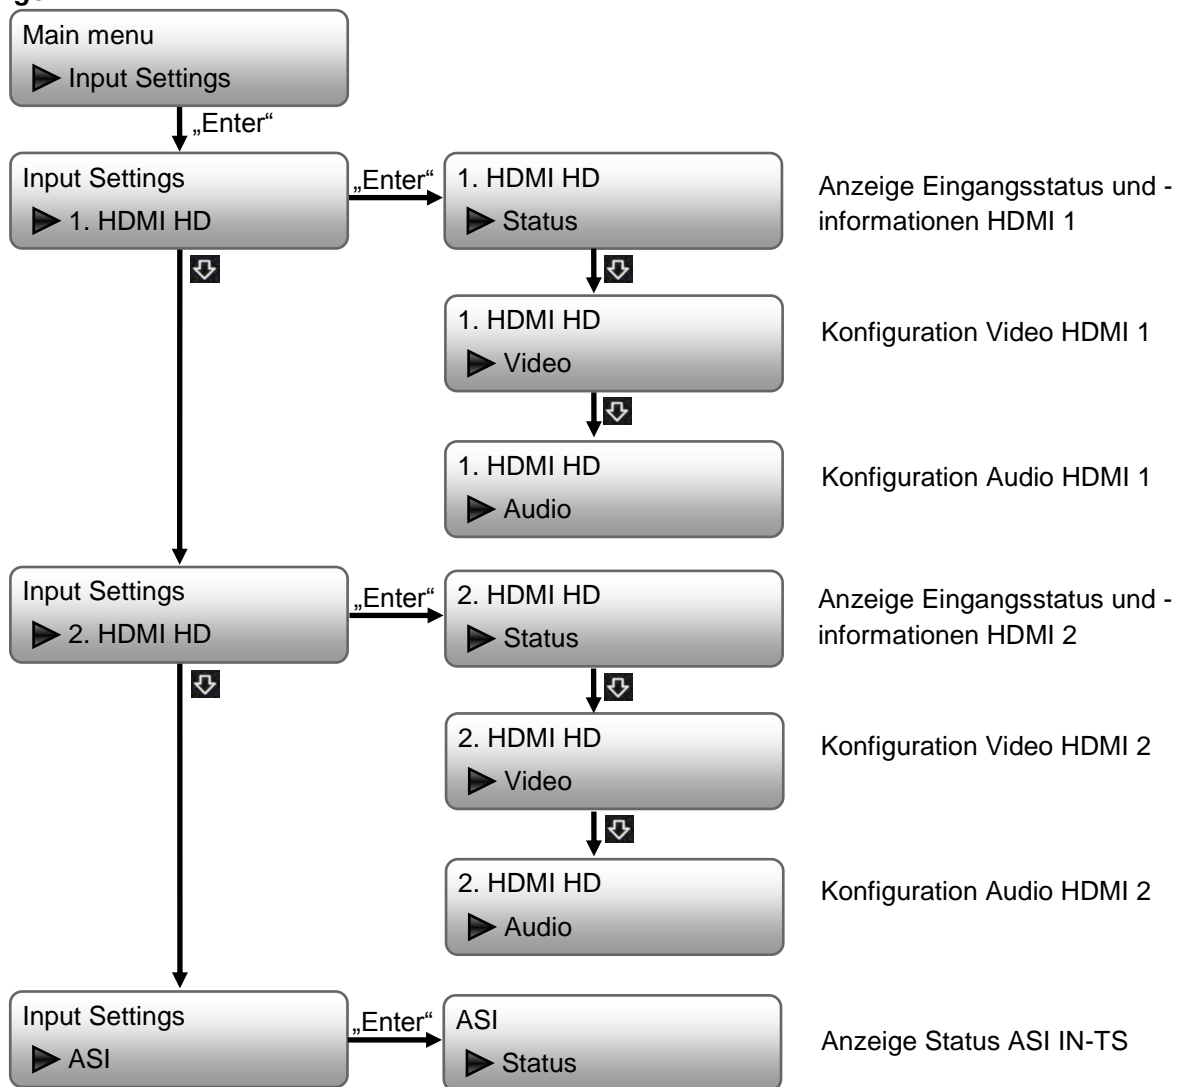 Main menu
Input Settings
„Enter“
Input Settings
1. HDMI HD
„Enter“
1. HDMI HD
Status
Anzeige Eingangsstatus und -
informationen HDMI 1
1. HDMI HD
Video
Konfiguration Video HDMI 1
1. HDMI HD
Audio
Konfiguration Audio HDMI 1
Input Settings
2. HDMI HD
„Enter“
2. HDMI HD
Status
Anzeige Eingangsstatus und -
informationen HDMI 2
2. HDMI HD
Video
Konfiguration Video HDMI 2
2. HDMI HD
Audio
Konfiguration Audio HDMI 2
Input Settings
ASI
„Enter“
ASI
Status
Anzeige Status ASI IN-TS